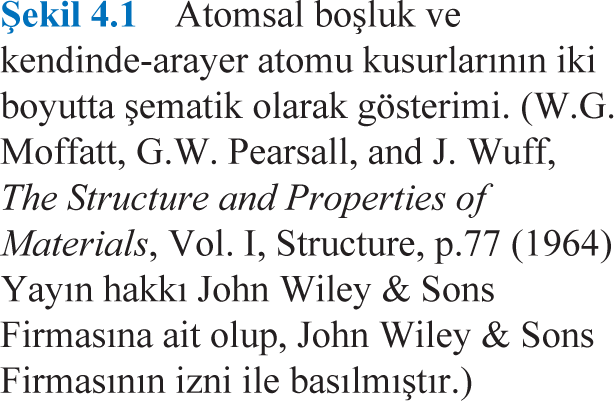 Şekil 4.1 Atomsal boşluk ve
kendinde-arayer atomu kusurlarının iki
boyutta şematik olarak gösterimi. (W.G.
Moffatt, G.W. Pearsall, and J. Wuff,
The Structure and Properties of
Materials, Vol. I, Structure, p.77 (1964)
Yayın hakkı John Wiley & Sons
Firmasına ait olup, John Wiley & Sons
Firmasının izni ile basılmıştır.)